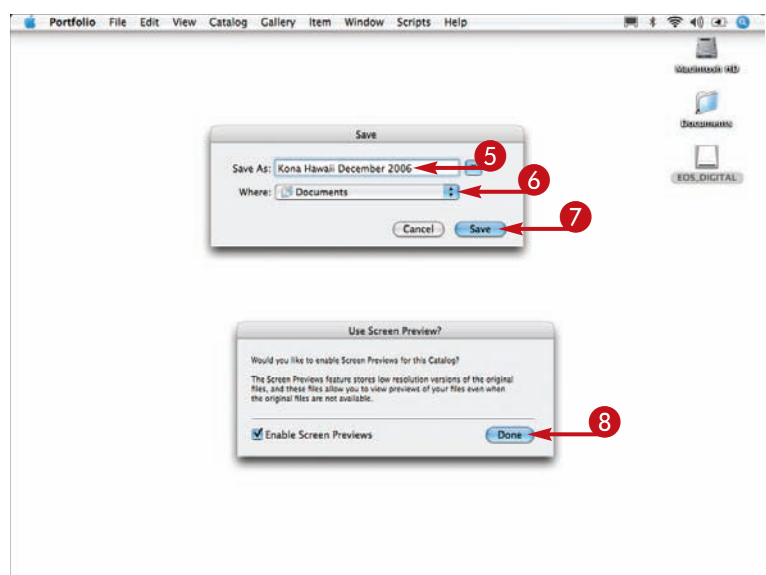 Portfolio File Edit View Catalog Gallery Item Window Scripts Help
Macintosh HD
Documents
EOS_DIGITAL
Save
Save As: Kona Hawaii December 2006
5
Where: Documents
6
Cancel Save
7
Use Screen Preview?
Would you like to enable Screen Previews for this Catalog?
The Screen Previews feature stores low resolution versions of the original
files, and these files allow you to view previews of your files even when
the original files are not available.
Enable Screen Previews
Done
8